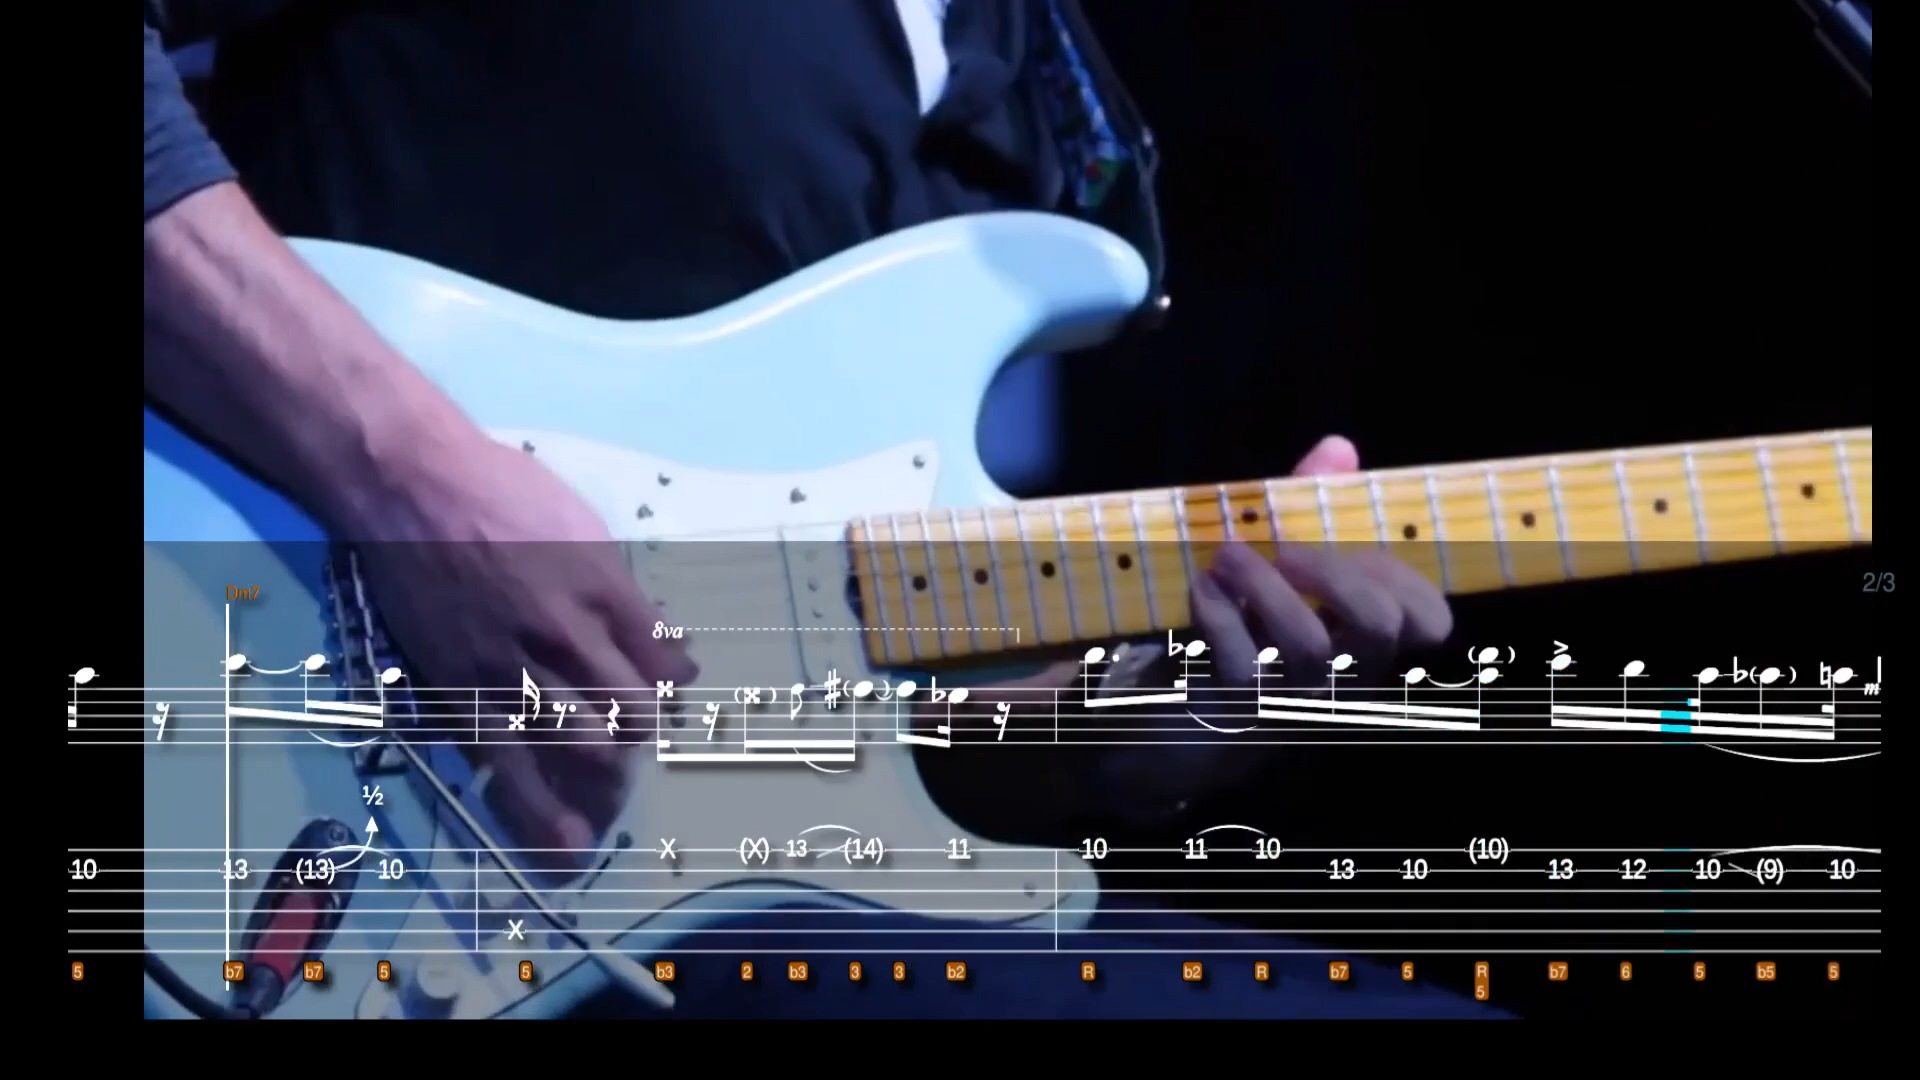 2/3
Dm7
8va
m
½
X (X) 13 (14) 11 10 11 10 (10)
10 13 (13) 10 13 10 13 12 10 (9) 10
X
5 b7 b7 5 5 b3 2 b3 3 3 b2 R b2 R b7 5 R b7 6 5 b5 5
5